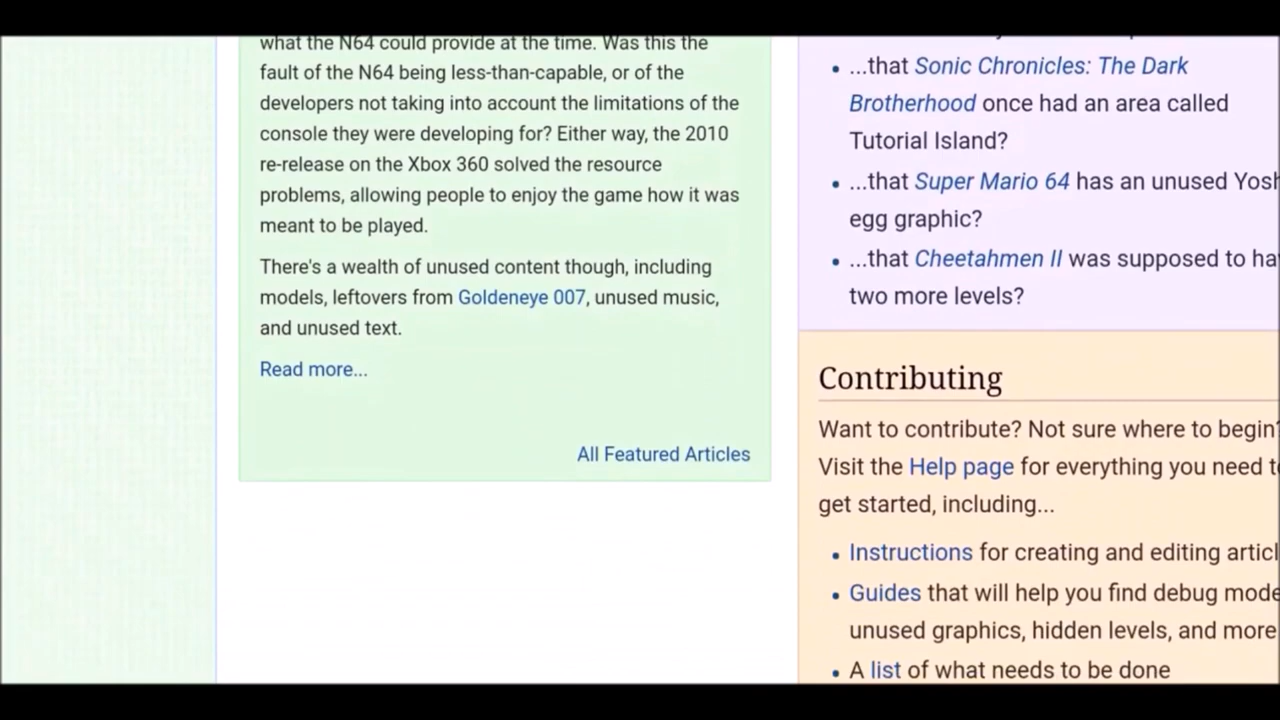 what the N64 could provide at the time. Was this the
fault of the N64 being less-than-capable, or of the
developers not taking into account the limitations of the
console they were developing for? Either way, the 2010
re-release on the Xbox 360 solved the resource
problems, allowing people to enjoy the game how it was
meant to be played.
There's a wealth of unused content though, including
models, leftovers from Goldeneye 007, unused music,
and unused text.
Read more...
All Featured Articles
...that Sonic Chronicles: The Dark
Brotherhood once had an area called
Tutorial Island?
...that Super Mario 64 has an unused Yosh
egg graphic?
...that Cheetahmen II was supposed to ha
two more levels?
Contributing
Want to contribute? Not sure where to begin?
Visit the Help page for everything you need t
get started, including...
Instructions for creating and editing articl
Guides that will help you find debug mode
unused graphics, hidden levels, and more
A list of what needs to be done